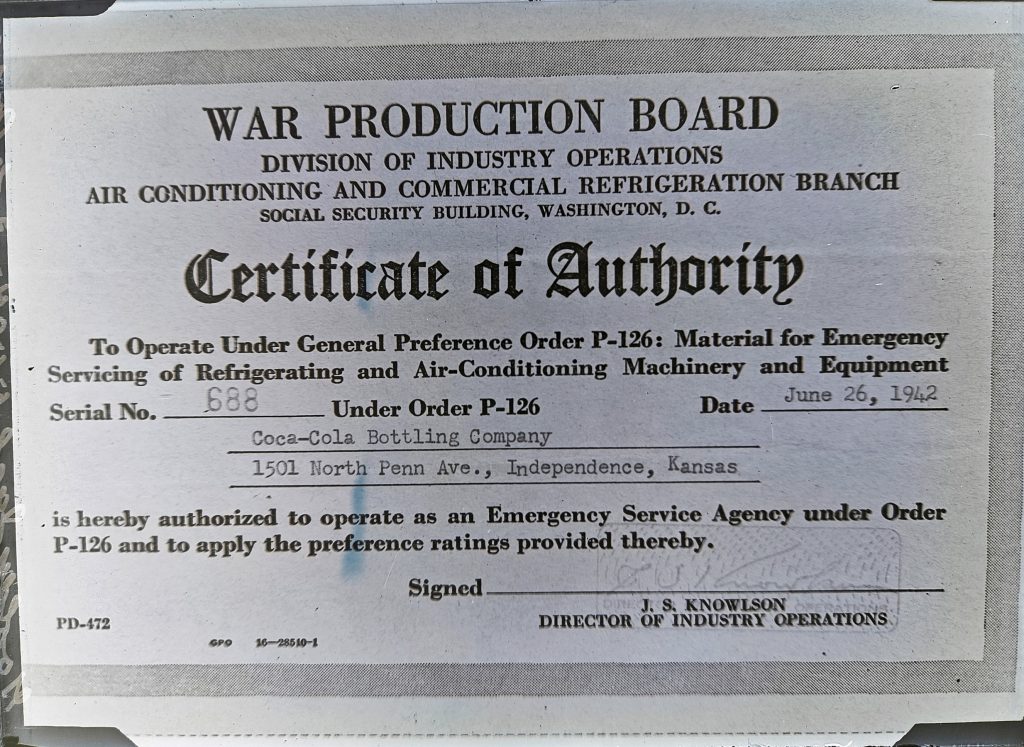 WAR PRODUCTION BOARD
DIVISION OF INDUSTRY OPERATIONS
AIR CONDITIONING AND COMMERCIAL REFRIGERATION BRANCH
SOCIAL SECURITY BUILDING, WASHINGTON, D. C.
Certificate of Authority
To Operate Under General Preference Order P-126: Material for Emergency
Servicing of Refrigerating and Air-Conditioning Machinery and Equipment
Serial No. 688 Under Order P-126 Date June 26, 1942
Coca-Cola Bottling Company
1501 North Penn Ave., Independence, Kansas
is hereby authorized to operate as an Emergency Service Agency under Order
P-126 and to apply the preference ratings provided thereby.
Signed
J. S. KNOWLSON
DIRECTOR OF INDUSTRY OPERATIONS
PD-472
GPO 16—28510-1